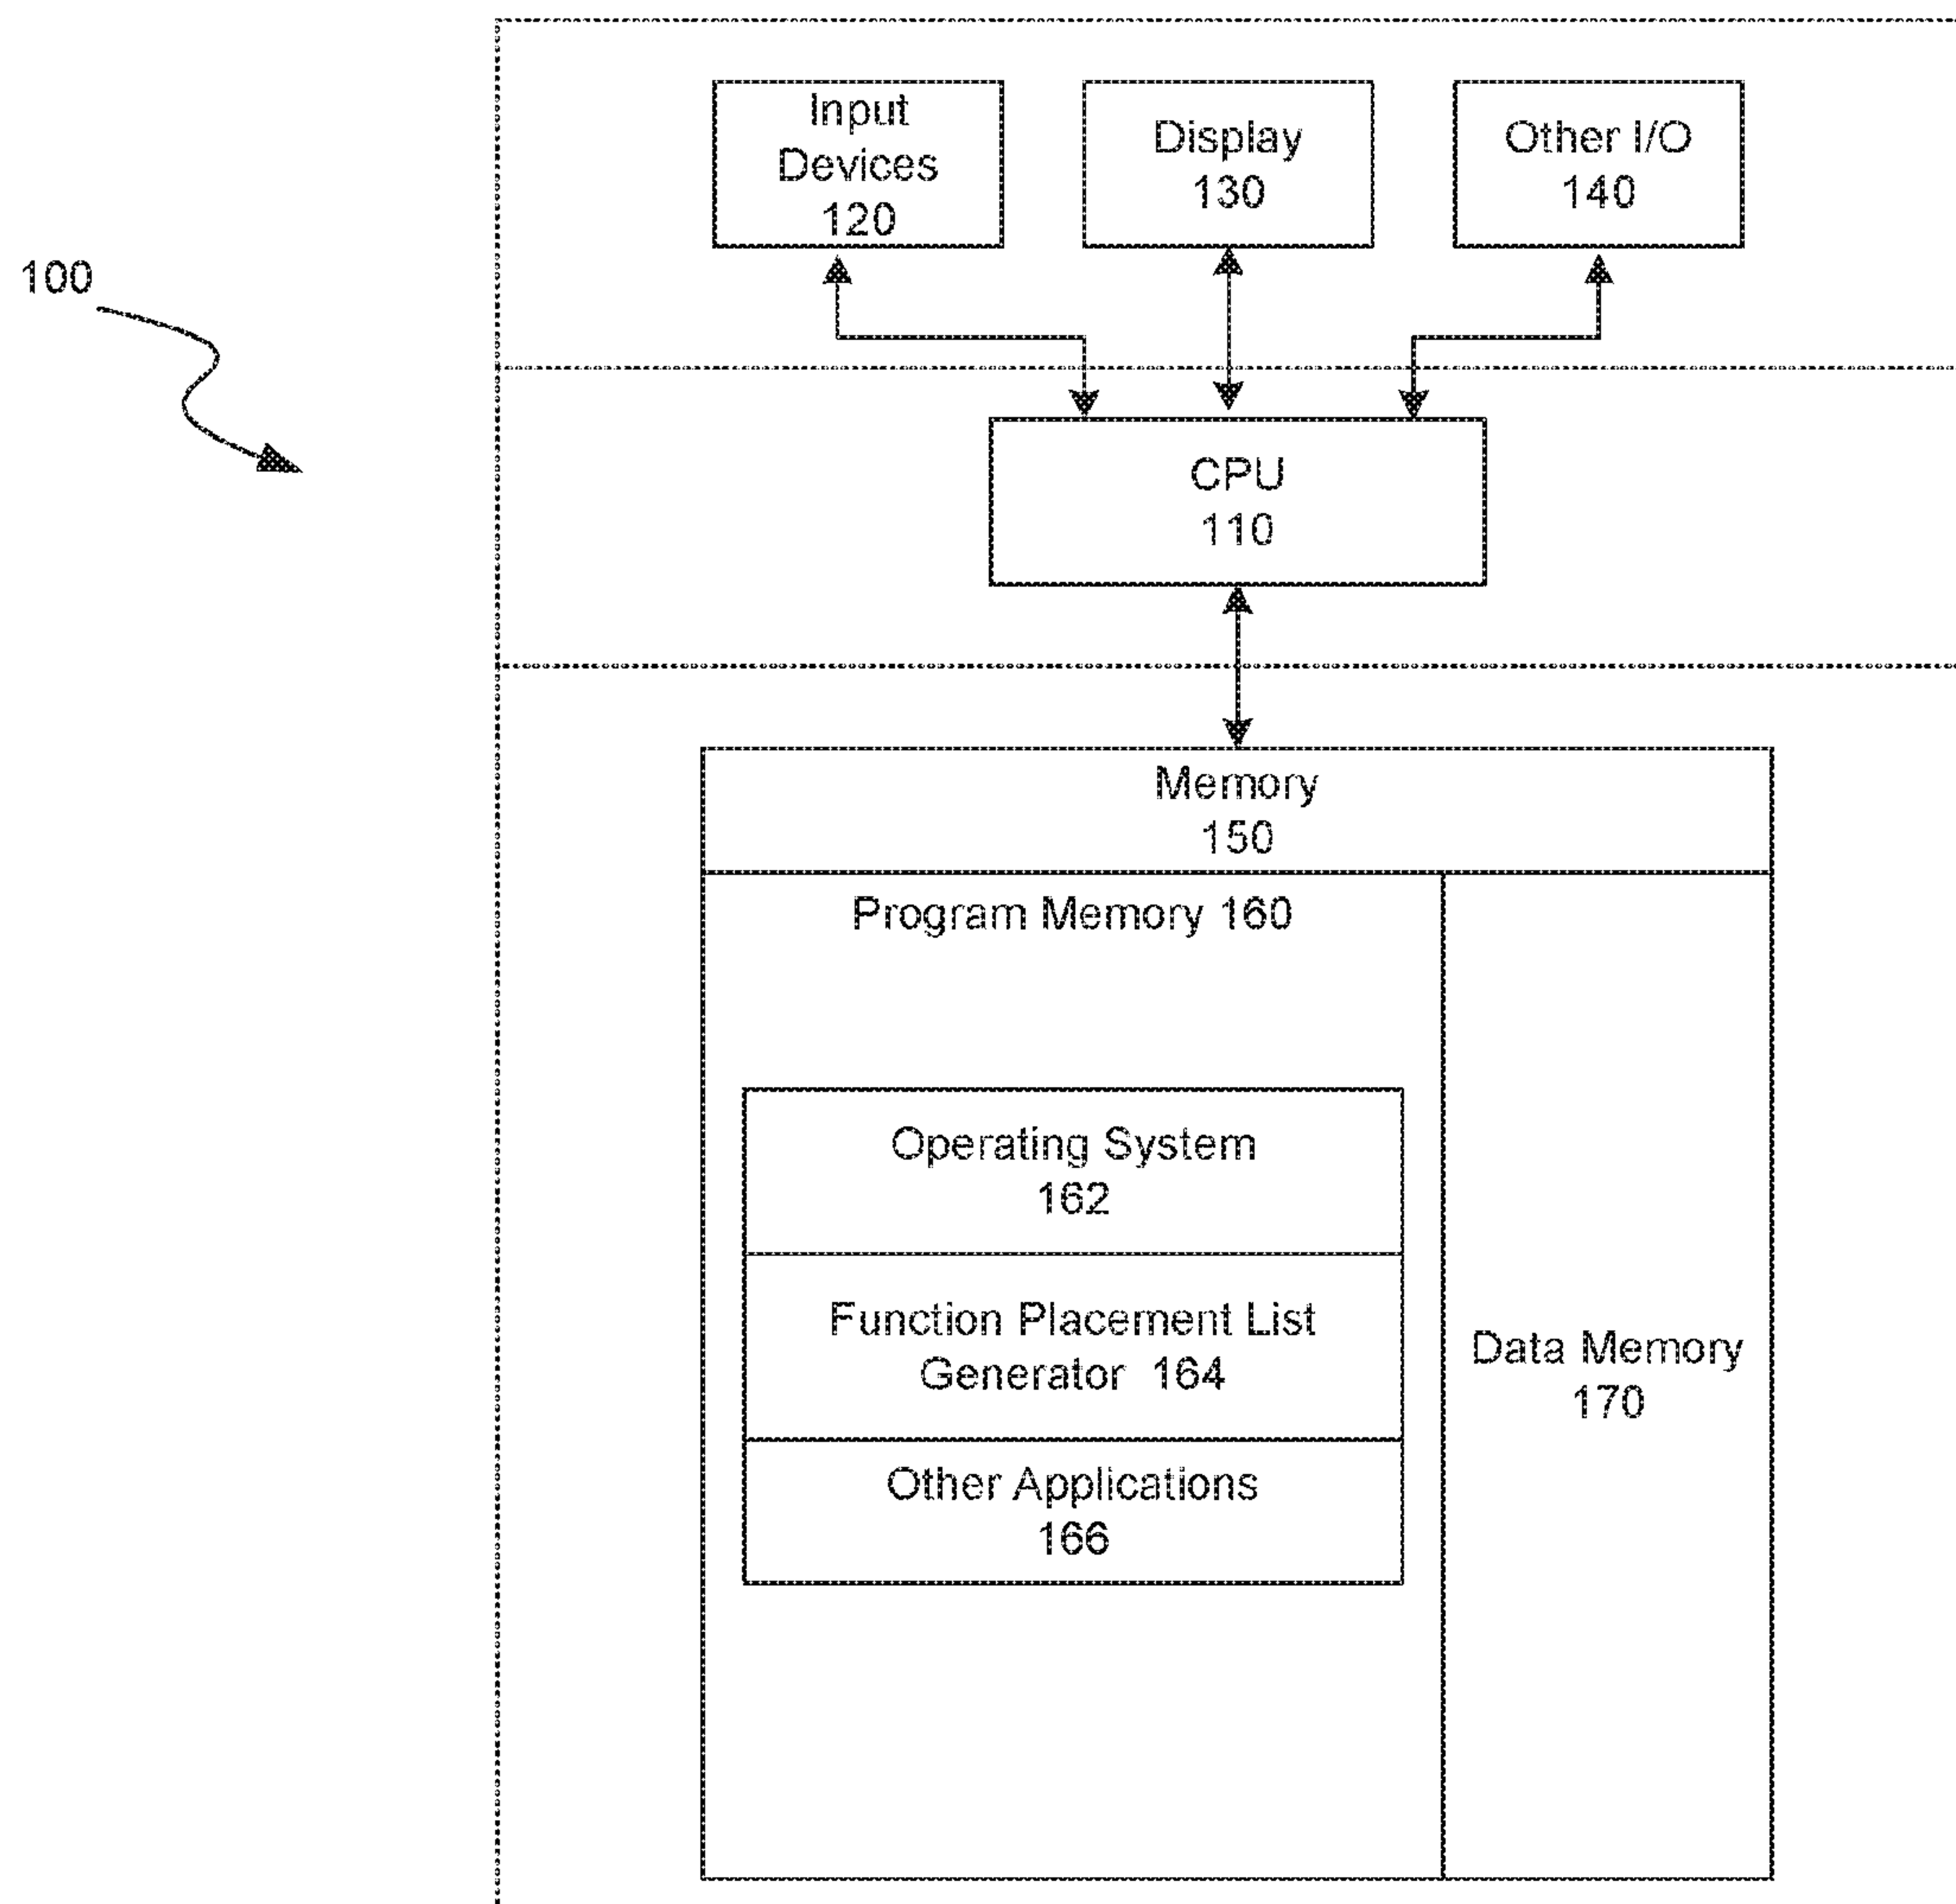 Input
Devices
120
Display
130
Other I/O
140
100
CPU
110
Memory
150
Program Memory 160
Operating System
162
Function Placement List
Generator 164
Other Applications
166
Data Memory
170